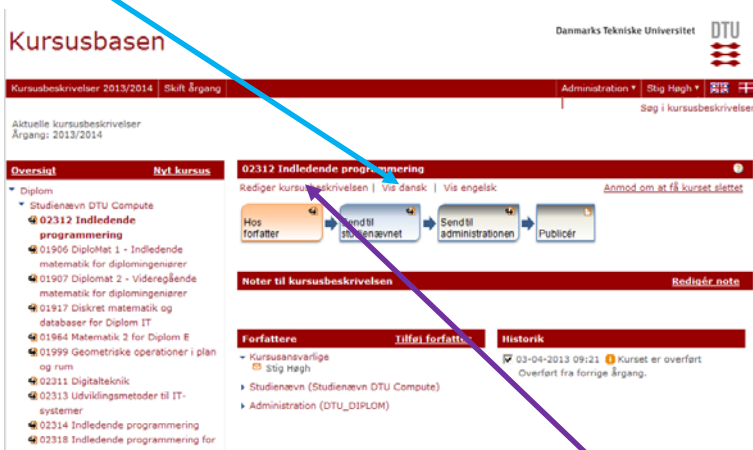 Kursusbasen
Danmarks Tekniske Universitet
DTU
Kursusbeskrivelser 2013/2014 Skift årgang
Administration Stig Høgh
Søg i kursusbeskrivelser
Aktuelle kursusbeskrivelser
Årgang: 2013/2014
Oversigt Nyt kursus
Diplom
Studienævn DTU Compute
02312 Indledende
programmering
01906 DiploMat 1 - Indledende
matematik for diplomingeniører
01907 Diplomat 2 - Videregående
matematik for diplomingeniører
01917 Diskret matematik og
databaser for Diplom IT
01964 Matematik 2 for Diplom E
01999 Geometriske operationer i plan
og rum
02311 Digitalteknik
02313 Udviklingsmetoder til IT-
systemer
02314 Indledende programmering
02318 Indledende programmering for
02312 Indledende programmering
Rediger kursusbeskrivelsen | Vis dansk | Vis engelsk
Anmod om at få kurset slettet
Hos
forfatter
Send til
studienævnet
Send til
administrationen
Publicér
Noter til kursusbeskrivelsen Redigér note
Forfattere Tilføj forfatter
Kursusansvarlige
Stig Høgh
Studienævn (Studienævn DTU Compute)
Administration (DTU_DIPLOM)
Historik
03-04-2013 09:21 Kurset er overført
Overført fra forrige årgang.